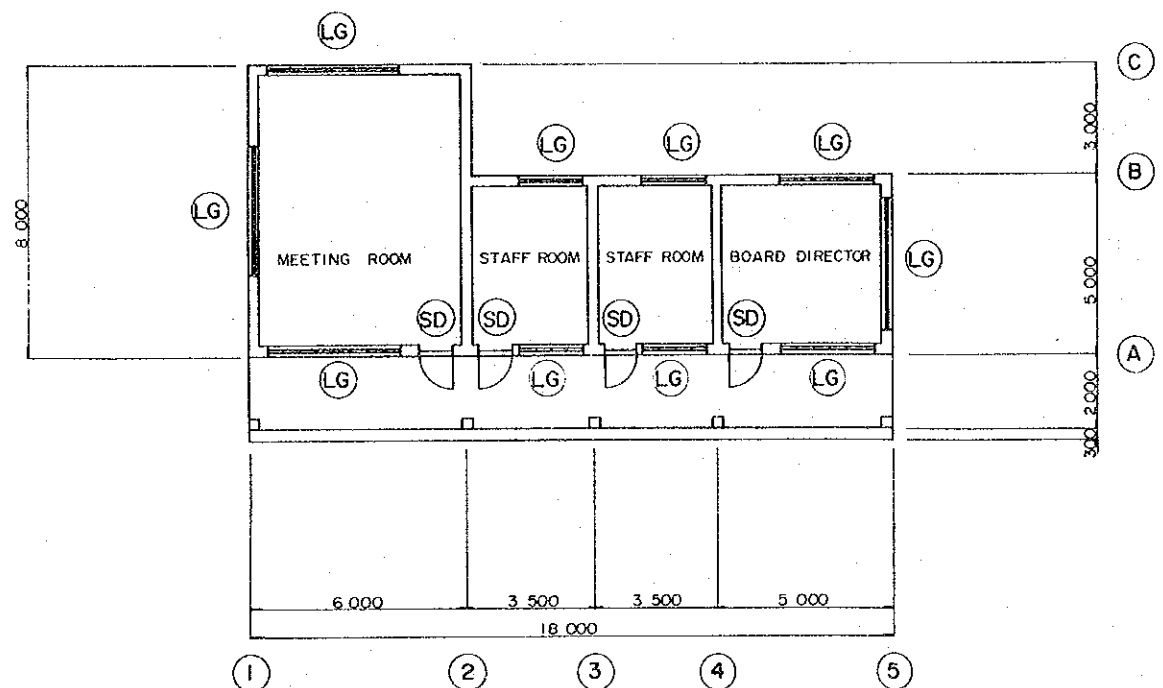 LG
C
3 000
LG LG LG
B
LG
8 000
MEETING ROOM STAFF ROOM STAFF ROOM BOARD DIRECTOR
LG
5 000
SD SD SD SD
A
LG LG LG LG
2 000
300
6 000 3 500 3 500 5 000
18 000
1 2 3 4 5